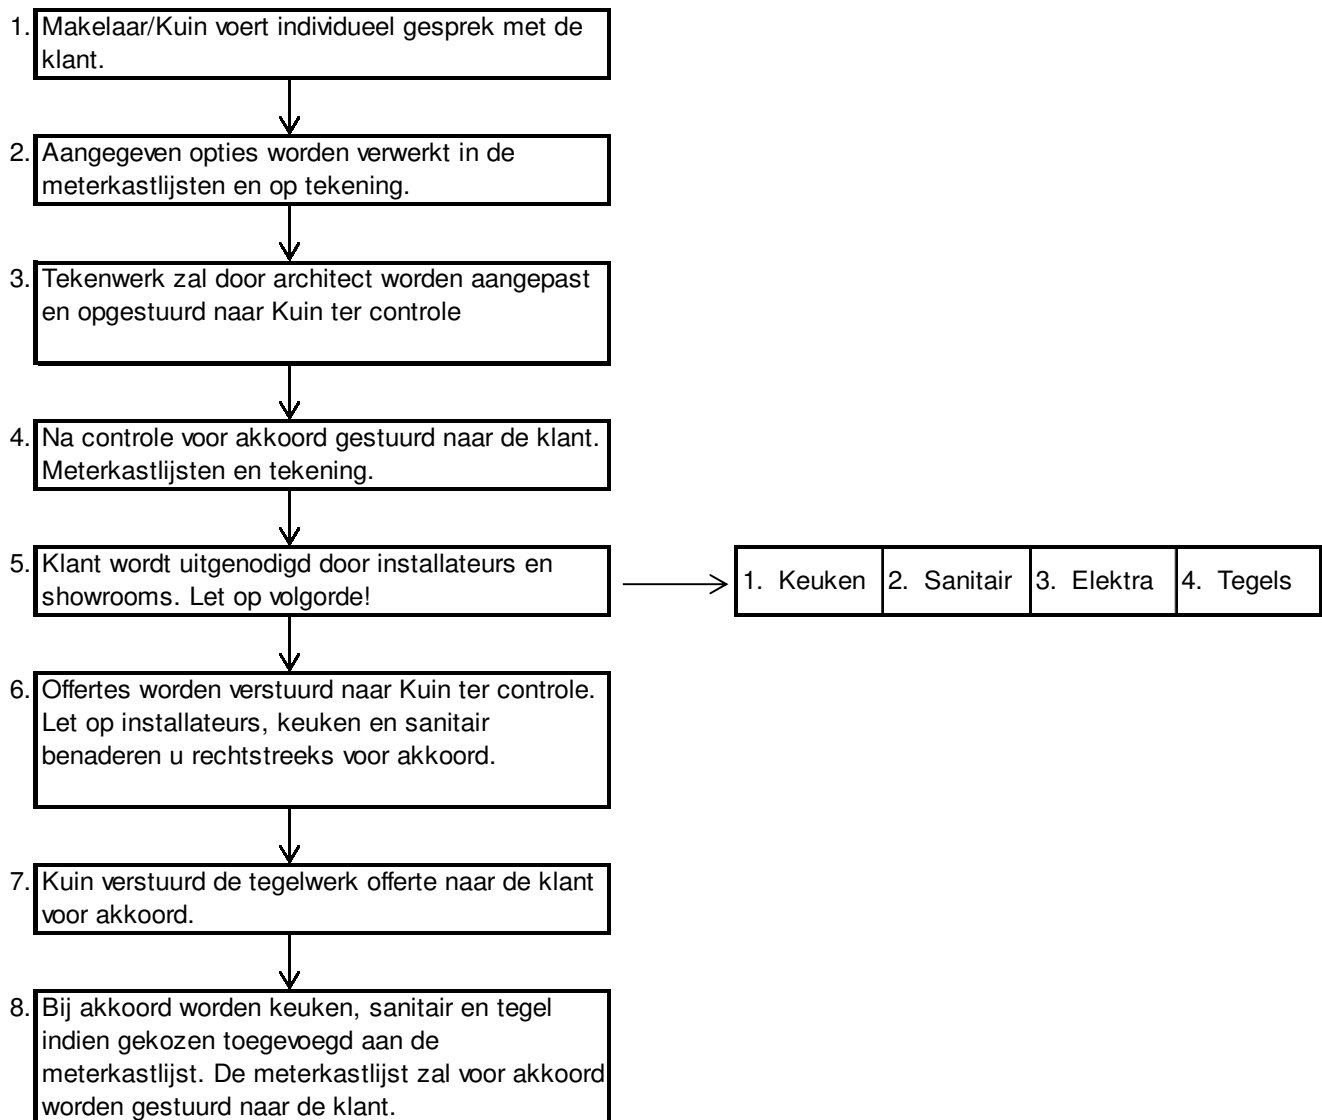 1. Makelaar/Kuin voert individueel gesprek met de
klant.
2. Aangegeven opties worden verwerkt in de
meterkastlijsten en op tekening.
3. Tekenwerk zal door architect worden aangepast
en opgestuurd naar Kuin ter controle
4. Na controle voor akkoord gestuurd naar de klant.
Meterkastlijsten en tekening.
5. Klant wordt uitgenodigd door installateurs en
showrooms. Let op volgorde!
1. Keuken 2. Sanitair 3. Elektra 4. Tegels
6. Offertes worden verstuurd naar Kuin ter controle.
Let op installateurs, keuken en sanitair
benaderen u rechtstreeks voor akkoord.
7. Kuin verstuurd de tegelwerk offerte naar de klant
voor akkoord.
8. Bij akkoord worden keuken, sanitair en tegel
indien gekozen toegevoegd aan de
meterkastlijst. De meterkastlijst zal voor akkoord
worden gestuurd naar de klant.